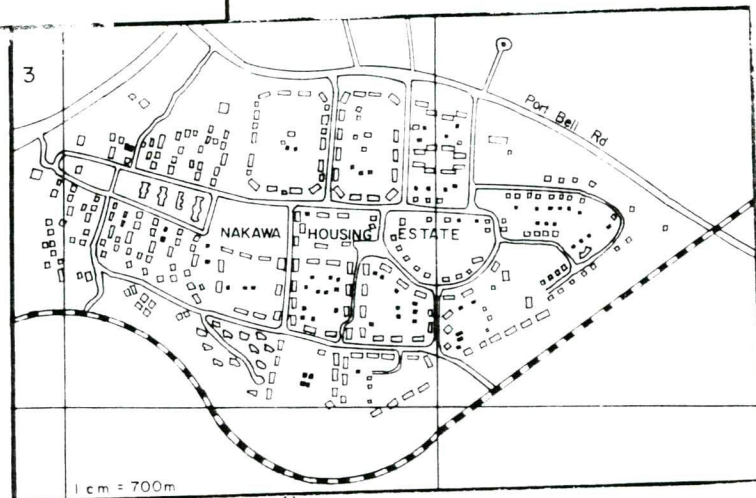 3
Port Bell Rd
NAKAWA HOUSING ESTATE
1 cm = 700m